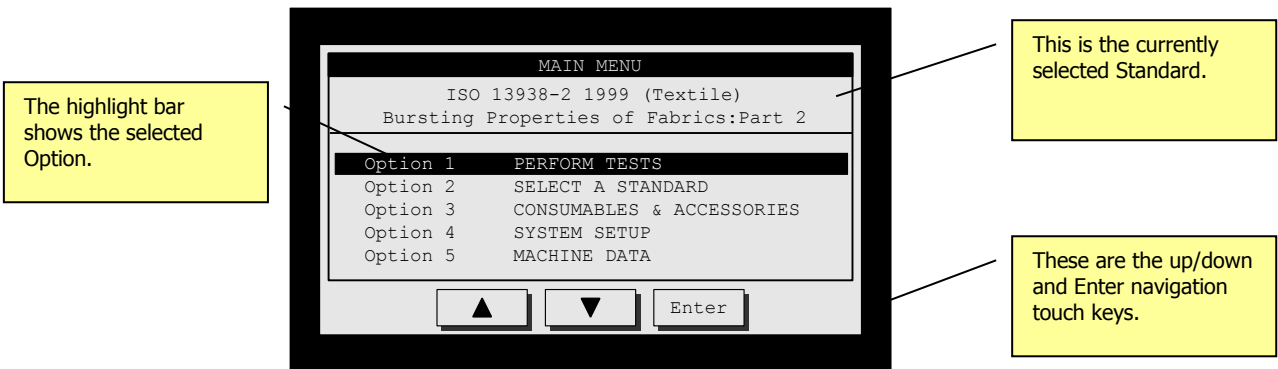 The highlight bar
shows the selected
Option.
MAIN MENU
ISO 13938-2 1999 (Textile)
Bursting Properties of Fabrics:Part 2
Option 1 PERFORM TESTS
Option 2 SELECT A STANDARD
Option 3 CONSUMABLES & ACCESSORIES
Option 4 SYSTEM SETUP
Option 5 MACHINE DATA
Enter
This is the currently
selected Standard.
These are the up/down
and Enter navigation
touch keys.